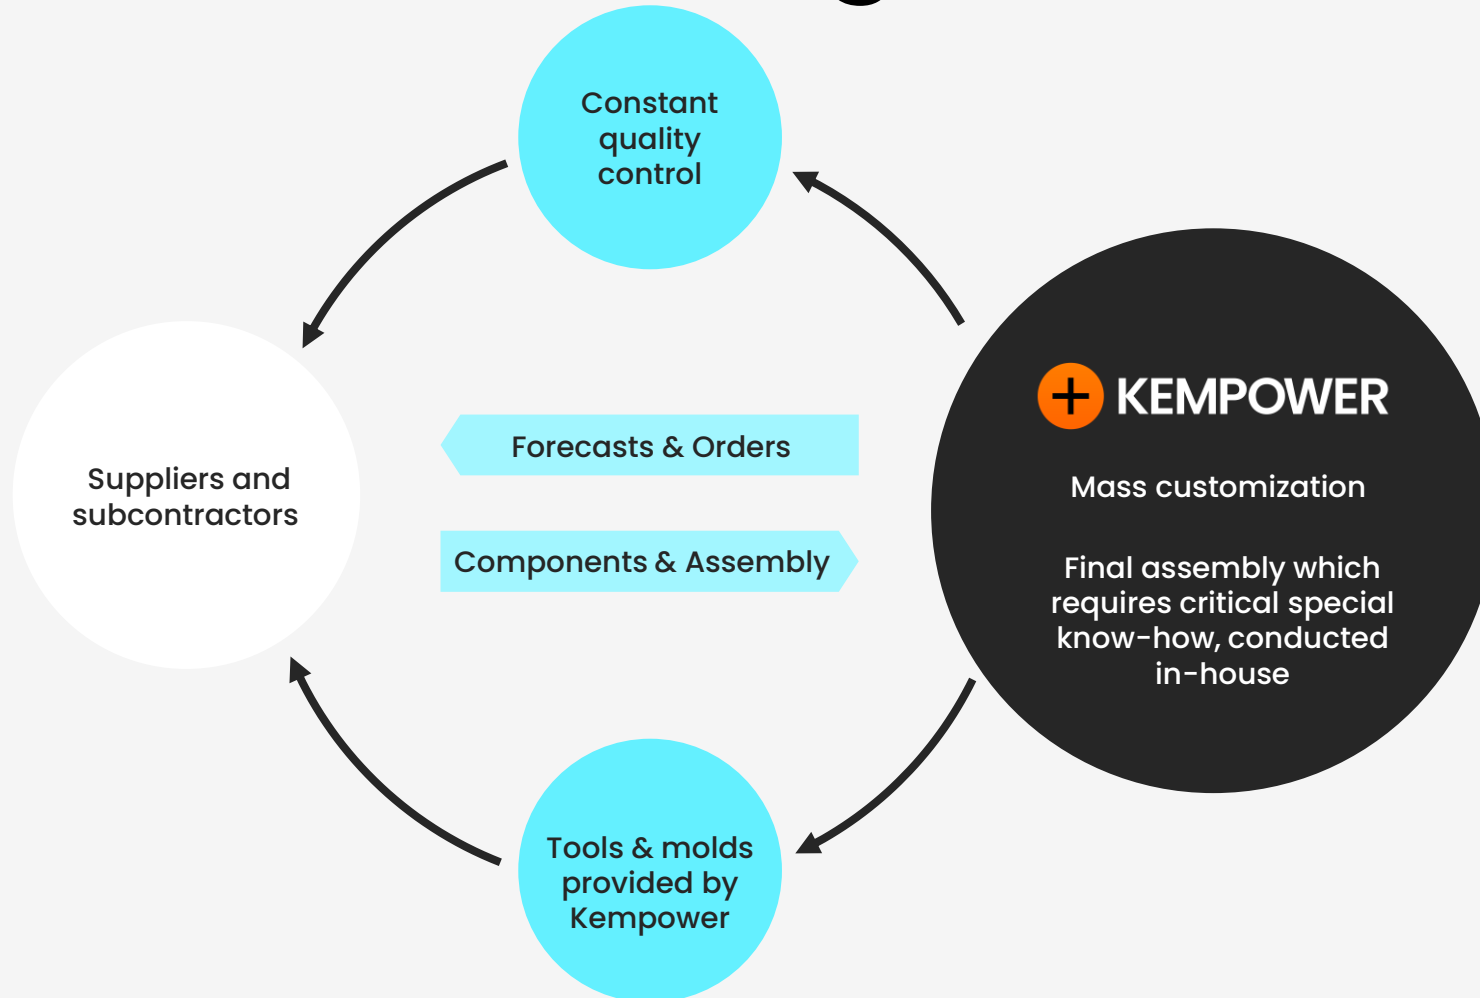 Constant
quality
control
KEMPOWER
Mass customization
Final assembly which
requires critical special
know-how, conducted
in-house
Forecasts & Orders
Components & Assembly
Suppliers and
subcontractors
Tools & molds
provided by
Kempower